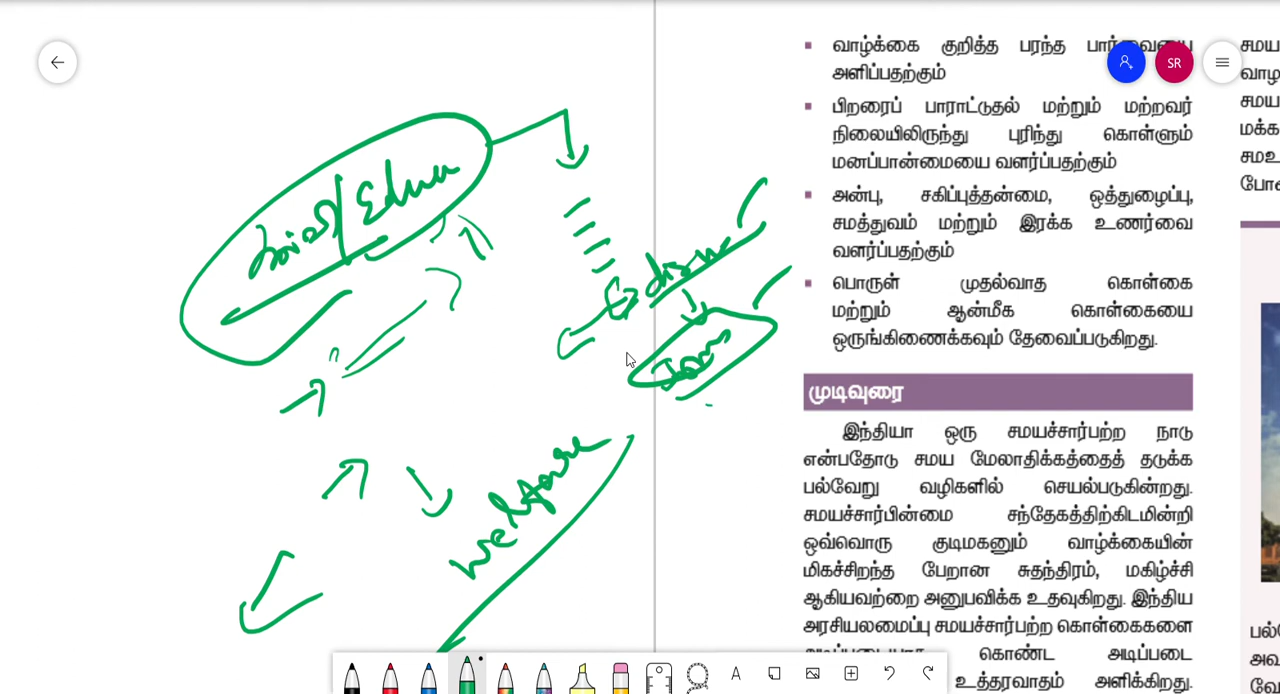 Welfare
வாழ்க்கை குறித்த பரந்த பார்வையை
அளிப்பதற்கும்
பிறரைப் பாராட்டுதல் மற்றும் மற்றவர்
நிலையிலிருந்து புரிந்து கொள்ளும்
மனப்பான்மையை வளர்ப்பதற்கும்
அன்பு, சகிப்புத்தன்மை, ஒத்துழைப்பு,
சமத்துவம் மற்றும் இரக்க உணர்வை
வளர்ப்பதற்கும்
பொருள் முதல்வாத கொள்கை
மற்றும் ஆன்மீக கொள்கையை
ஒருங்கிணைக்கவும் தேவைப்படுகிறது.
முடிவுரை
இந்தியா ஒரு சமயச்சார்பற்ற நாடு
என்பதோடு சமய மேலாதிக்கத்தைத் தடுக்க
பல்வேறு வழிகளில் செயல்படுகின்றது.
சமயச்சார்பின்மை சந்தேகத்திற்கிடமின்றி
ஒவ்வொரு குடிமகனும் வாழ்க்கையின்
மிகச்சிறந்த பேறான சுதந்திரம், மகிழ்ச்சி
ஆகியவற்றை அனுபவிக்க உதவுகிறது. இந்திய
அரசியலமைப்பு சமயச்சார்பற்ற கொள்கைகளை
கொண்ட அடிப்படை
உத்தரவாதம் அளிக்கிறது.
SR
A